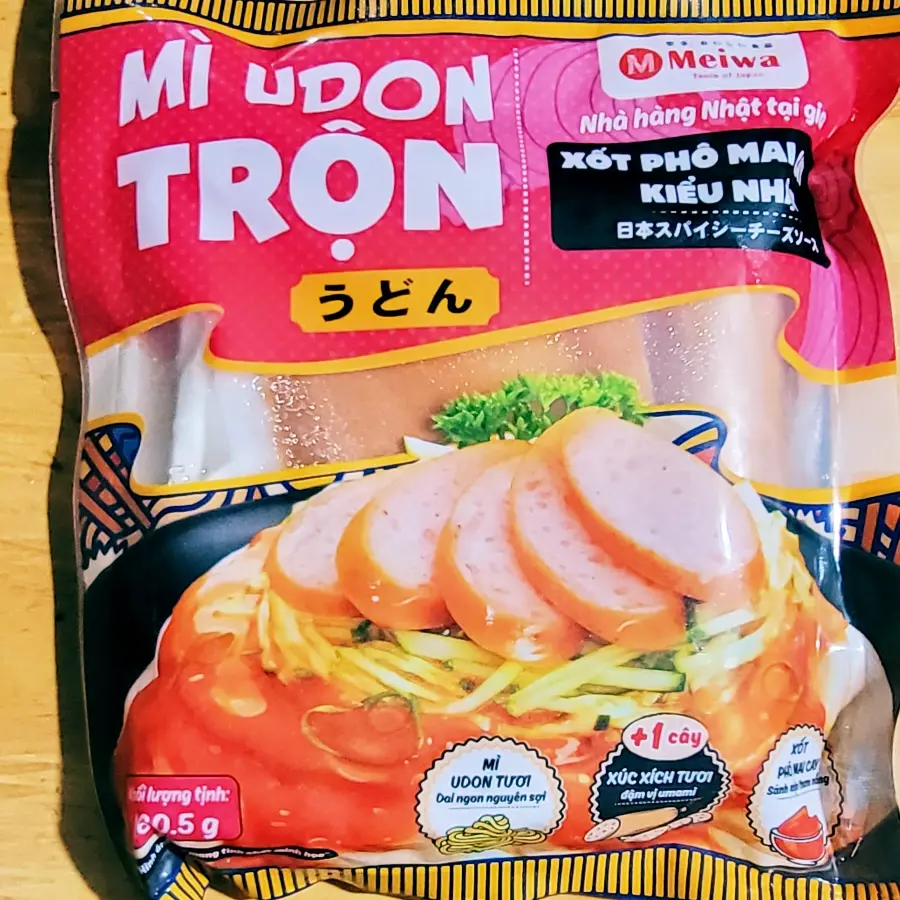 MÌ UDON
TRỘN
うどん
M Meiwa
Taste of Japan
Nhà hàng Nhật tại
XỐT PHÔ MAI
KIỂU
日本スパイシーチーズソース
MÌ
UDON TƯƠI
Dai ngon nguyên sợi
+1 cây
XÚC XÍCH TƯƠI
đậm vị umami
XỐT
PHÔ MAI CAY
Sánh
lượng tịnh:
60.5 g